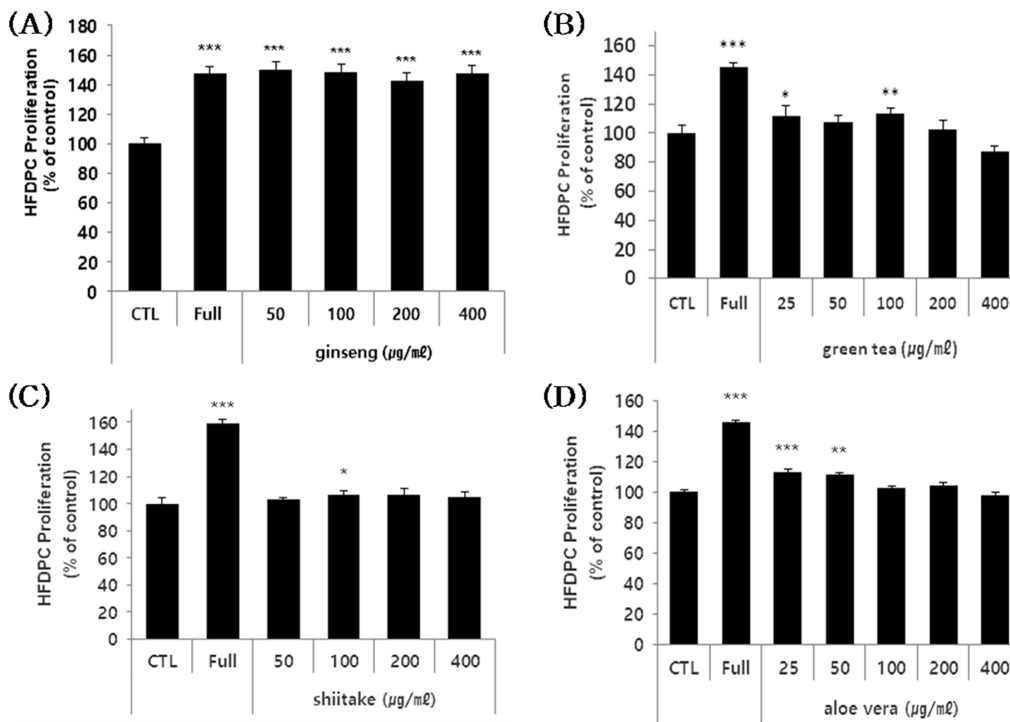 (A)
HFDPC Proliferation
(% of control)
180
160
140
120
100
80
60
40
20
0
***
***
***
***
***
CTL Full 50 100 200 400
ginseng (㎍/㎖)
(B)
HFDPC Proliferation
(% of control)
160
140
120
100
80
60
40
20
0
***
*
**
CTL Full 25 50 100 200 400
green tea (㎍/㎖)
(C)
HFDPC Proliferation
(% of control)
160
140
120
100
80
60
40
20
0
***
*
CTL Full 50 100 200 400
shiitake (㎍/㎖)
(D)
HFDPC Proliferation
(% of control)
160
140
120
100
80
60
40
20
0
***
***
**
CTL Full 25 50 100 200 400
aloe vera (㎍/㎖)